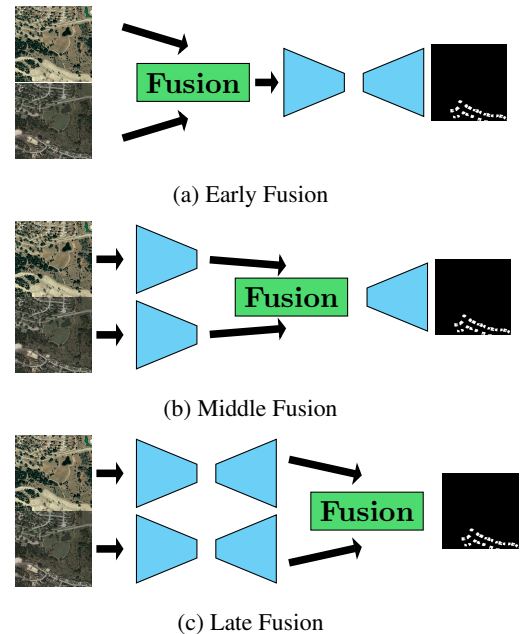 Fusion
(a) Early Fusion
Fusion
(b) Middle Fusion
Fusion
(c) Late Fusion